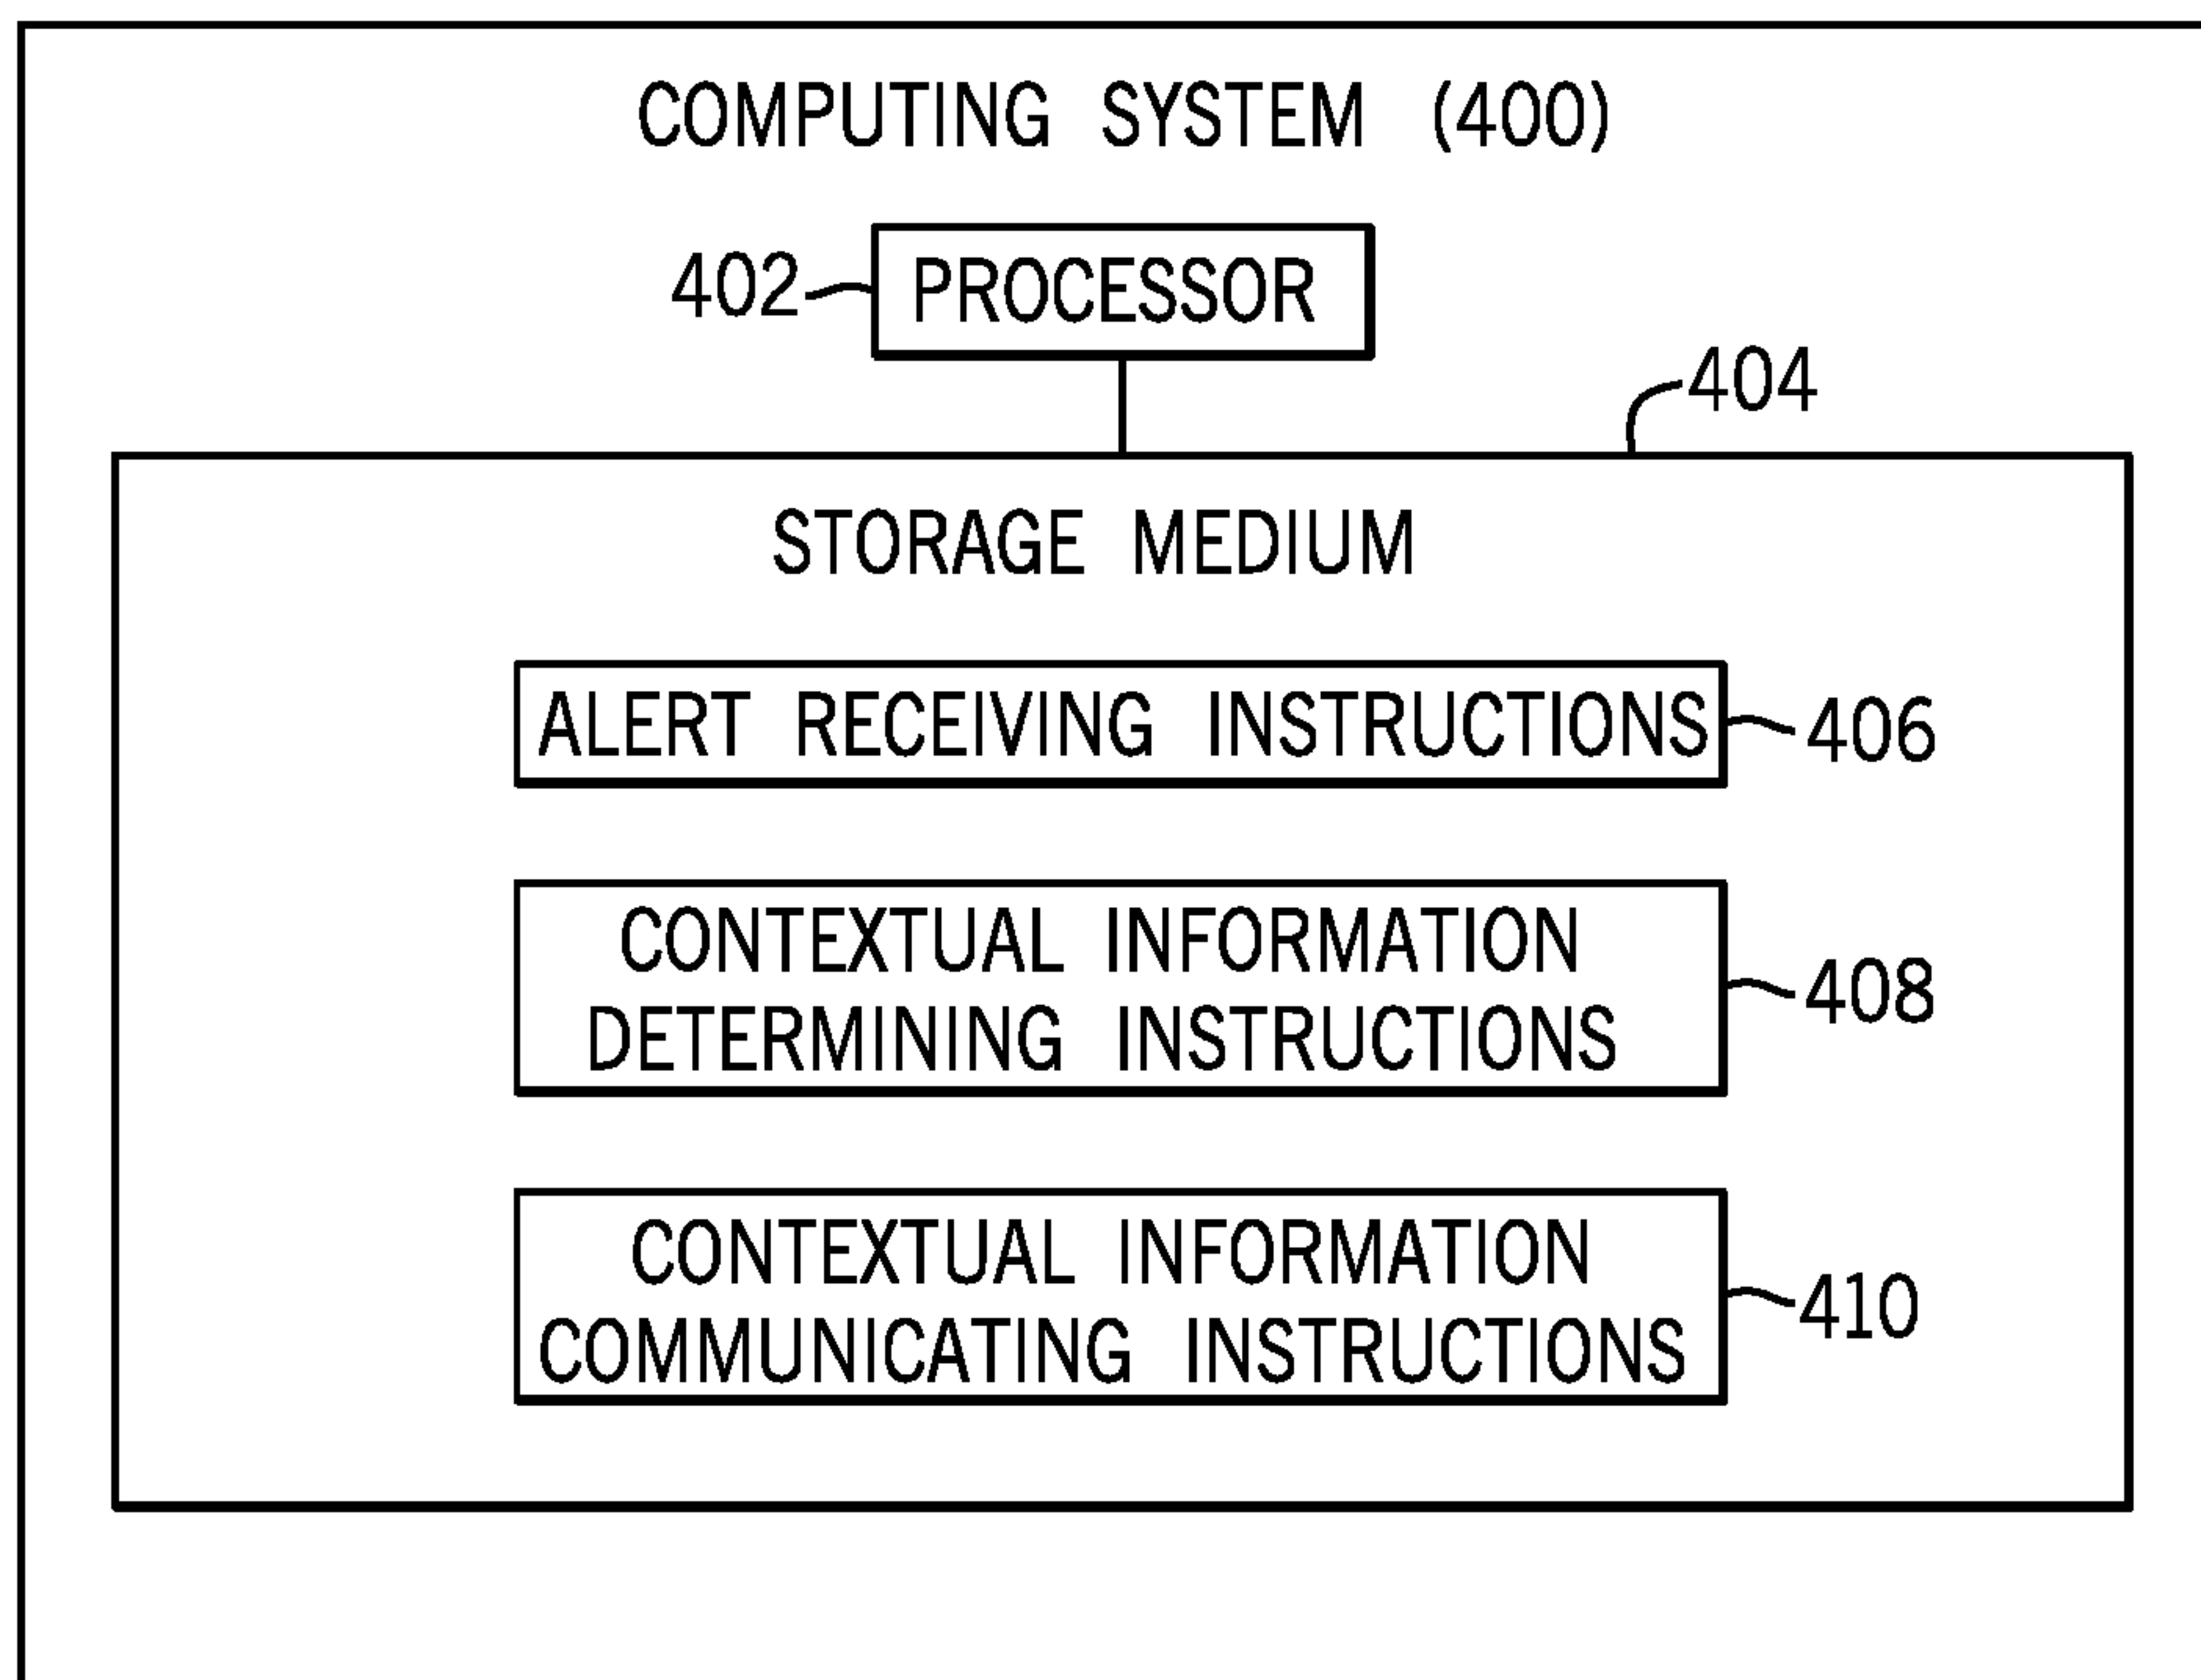 COMPUTING SYSTEM (400)
402
PROCESSOR
404
STORAGE MEDIUM
ALERT RECEIVING INSTRUCTIONS
406
CONTEXTUAL INFORMATION
DETERMINING INSTRUCTIONS
408
CONTEXTUAL INFORMATION
COMMUNICATING INSTRUCTIONS
410